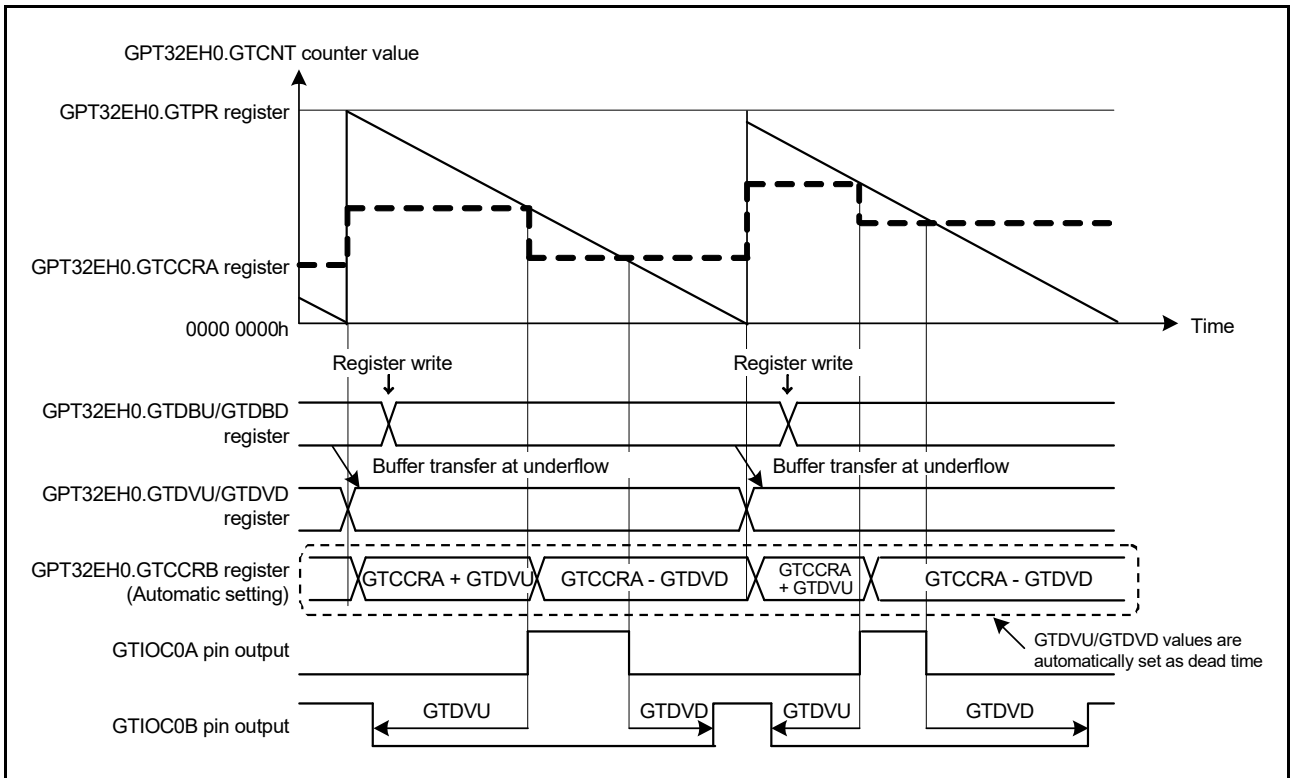 GPT32EH0.GTCNT counter value
GPT32EH0.GTPR register
GPT32EH0.GTCCRA register
0000 0000h
Time
Register write
Register write
GPT32EH0.GTDBU/GTDBD
register
Buffer transfer at underflow
Buffer transfer at underflow
GPT32EH0.GTDVU/GTDVD
register
GPT32EH0.GTCCRB register
(Automatic setting)
GTCCRA + GTDVU
GTCCRA - GTDVD
GTCCRA
+ GTDVU
GTCCRA - GTDVD
GTIOC0A pin output
GTDVU/GTDVD values are
automatically set as dead time
GTIOC0B pin output
GTDVU
GTDVD
GTDVU
GTDVD